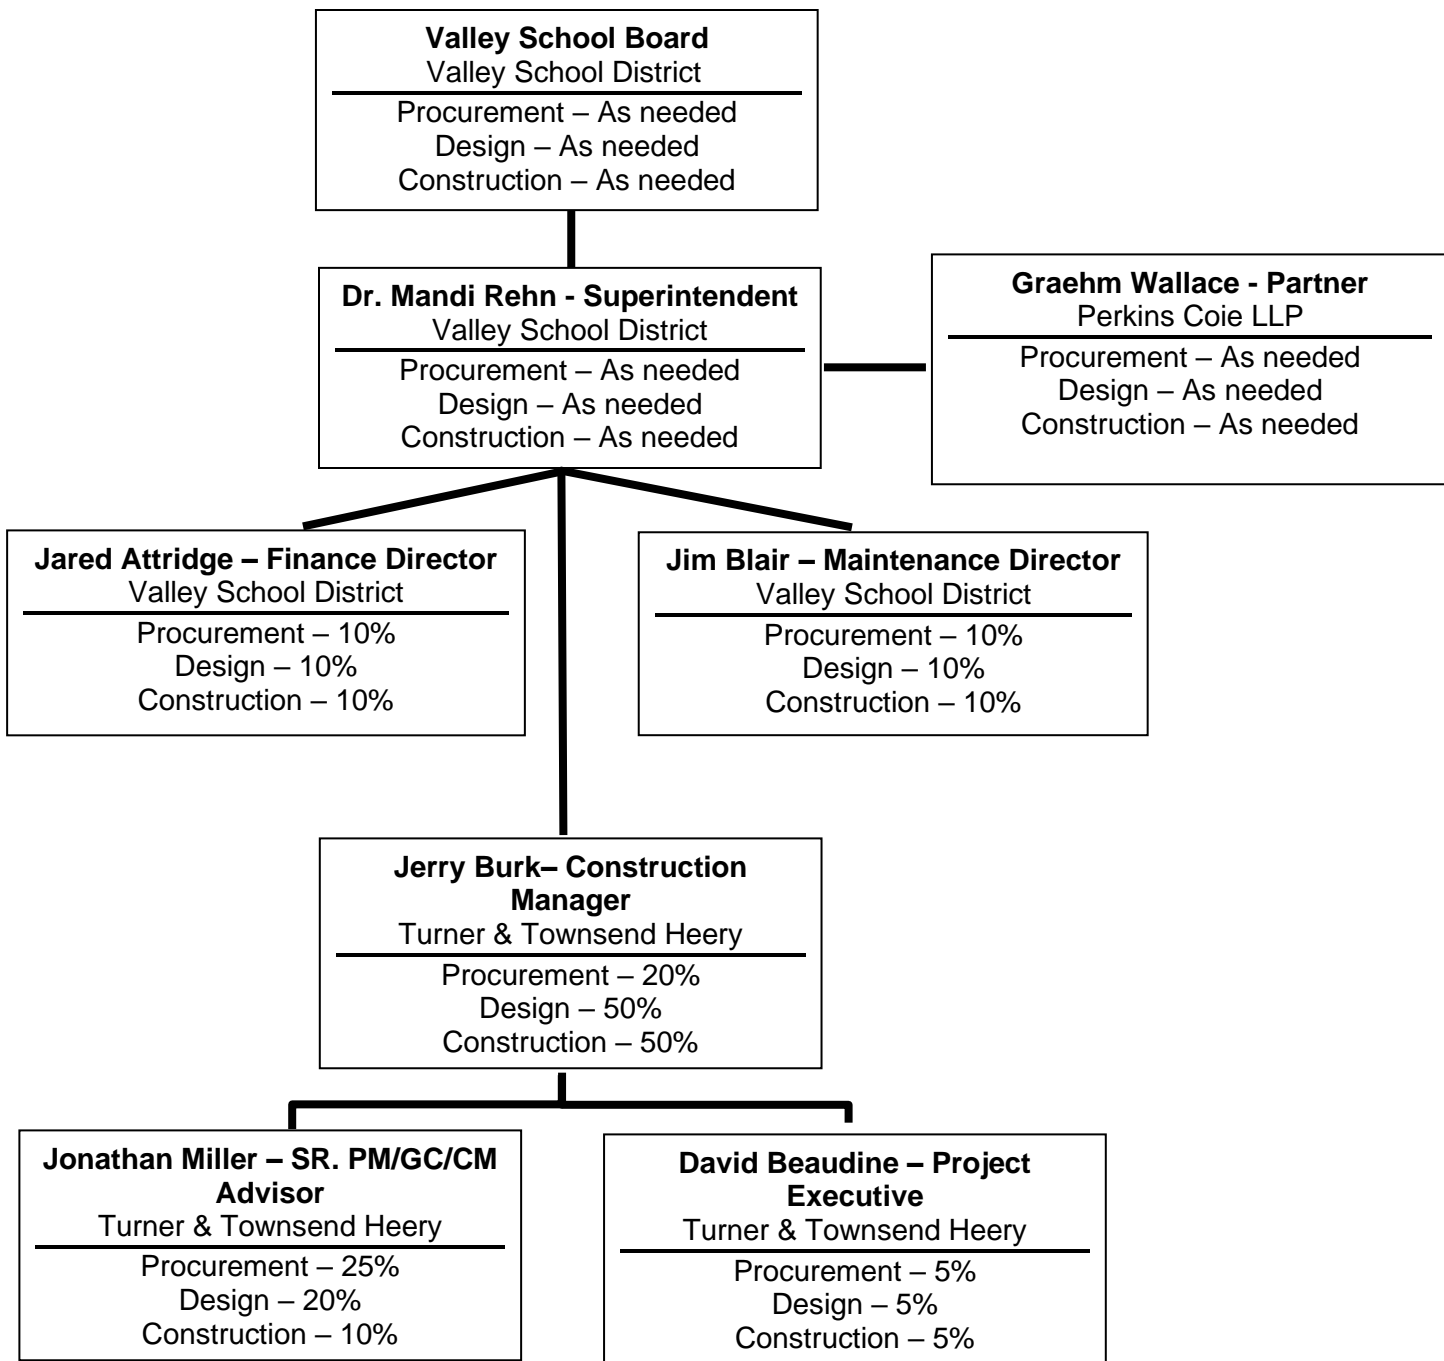 Valley School Board
Valley School District
Procurement – As needed
Design – As needed
Construction – As needed
Dr. Mandi Rehn - Superintendent
Valley School District
Procurement – As needed
Design – As needed
Construction – As needed
Graehm Wallace - Partner
Perkins Coie LLP
Procurement – As needed
Design – As needed
Construction – As needed
Jared Attridge – Finance Director
Valley School District
Procurement – 10%
Design – 10%
Construction – 10%
Jim Blair – Maintenance Director
Valley School District
Procurement – 10%
Design – 10%
Construction – 10%
Jerry Burk– Construction
Manager
Turner & Townsend Heery
Procurement – 20%
Design – 50%
Construction – 50%
Jonathan Miller – SR. PM/GC/CM
Advisor
Turner & Townsend Heery
Procurement – 25%
Design – 20%
Construction – 10%
David Beaudine – Project
Executive
Turner & Townsend Heery
Procurement – 5%
Design – 5%
Construction – 5%